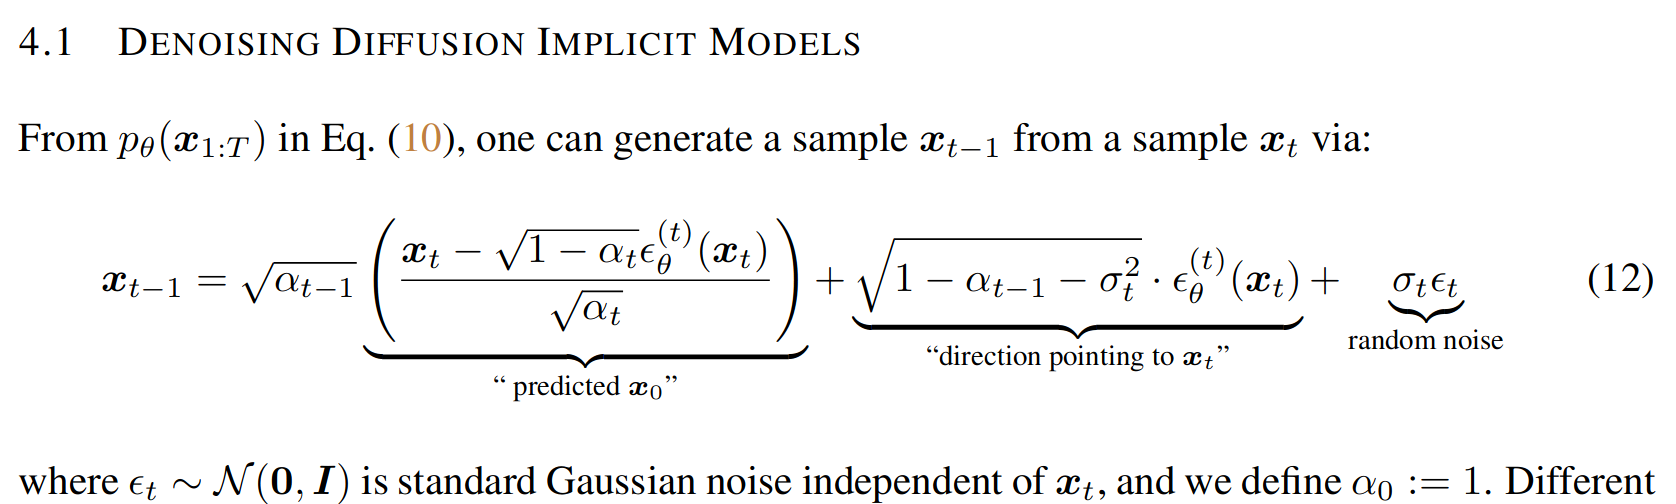 4.1 DENOISING DIFFUSION IMPLICIT MODELS
From $p_\theta(\boldsymbol{x}_{1:T})$ in Eq. (10), one can generate a sample $\boldsymbol{x}_{t-1}$ from a sample $\boldsymbol{x}_t$ via:
$\boldsymbol{x}_{t-1} = \sqrt{\alpha_{t-1}} \underbrace{\left( \frac{\boldsymbol{x}_t - \sqrt{1 - \alpha_t} \epsilon_\theta^{(t)}(\boldsymbol{x}_t)}{\sqrt{\alpha_t}} \right)}_{\text{“ predicted } \boldsymbol{x}_0\text{”}} + \underbrace{\sqrt{1 - \alpha_{t-1} - \sigma_t^2} \cdot \epsilon_\theta^{(t)}(\boldsymbol{x}_t)}_{\text{“direction pointing to } \boldsymbol{x}_t\text{”}} + \underbrace{\sigma_t \epsilon_t}_{\text{random noise}}$ (12)
where $\epsilon_t \sim \mathcal{N}(\boldsymbol{0}, \boldsymbol{I})$ is standard Gaussian noise independent of $\boldsymbol{x}_t$, and we define $\alpha_0 := 1$. Different